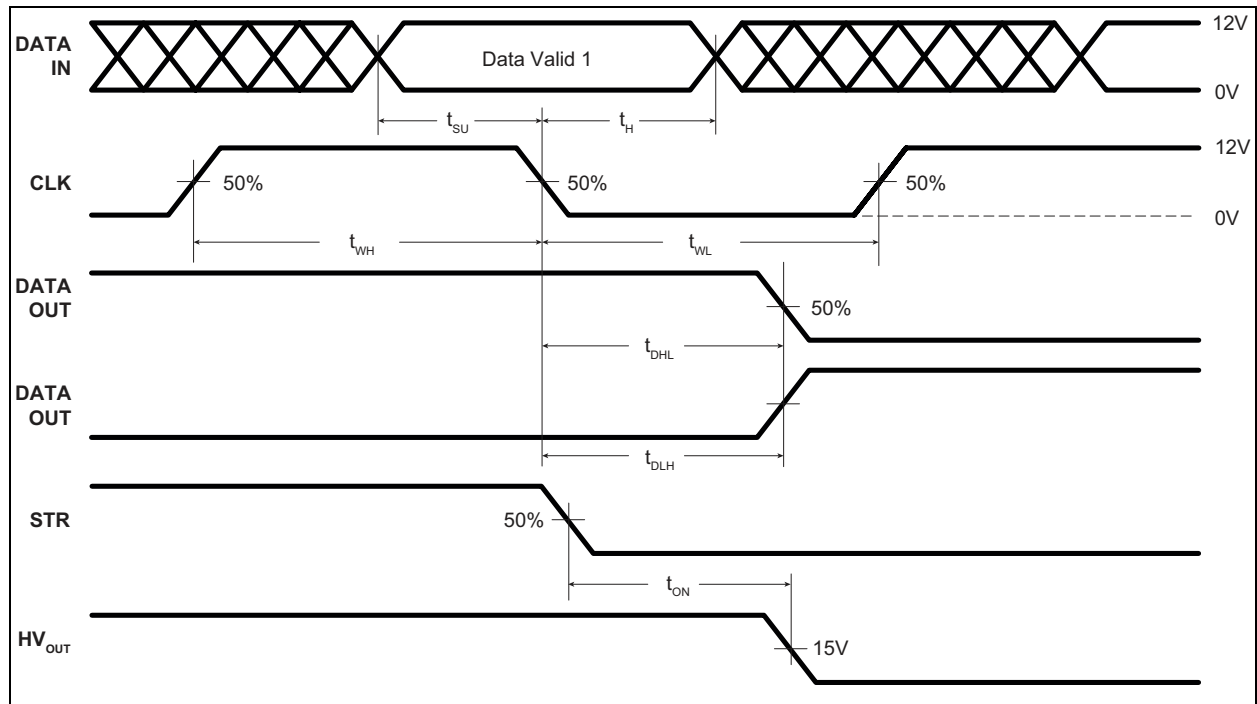 DATA
IN
Data Valid 1
12V
0V
tSU
tH
CLK
50%
50%
50%
12V
0V
tWH
tWL
DATA
OUT
50%
tDHL
DATA
OUT
tDLH
STR
50%
tON
HVOUT
15V